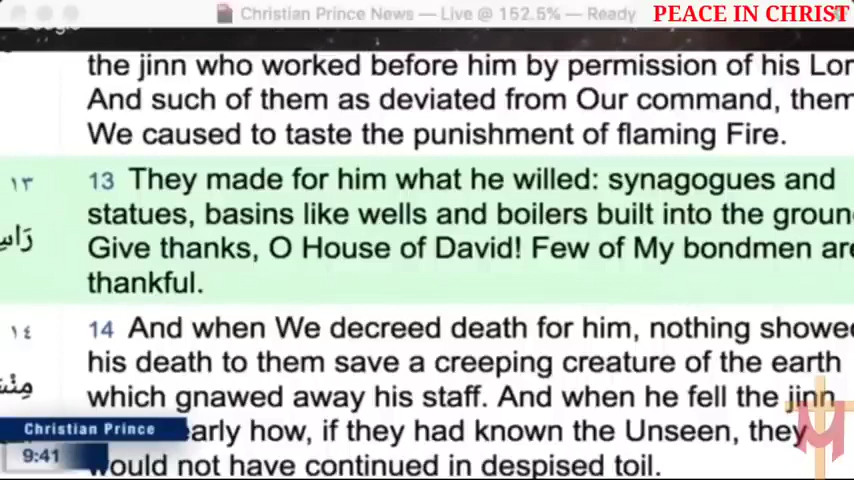 Christian Prince News — Live @ 152.5% — Ready
PEACE IN CHRIST
the jinn who worked before him by permission of his Lor
And such of them as deviated from Our command, them
We caused to taste the punishment of flaming Fire.
١٣ 13 They made for him what he willed: synagogues and
statues, basins like wells and boilers built into the groun
رَاسِ Give thanks, O House of David! Few of My bondmen are
thankful.
١٤ 14 And when We decreed death for him, nothing showe
his death to them save a creeping creature of the earth
which gnawed away his staff. And when he fell the jinn
Christian Prince early how, if they had known the Unseen, they
9:41 would not have continued in despised toil.